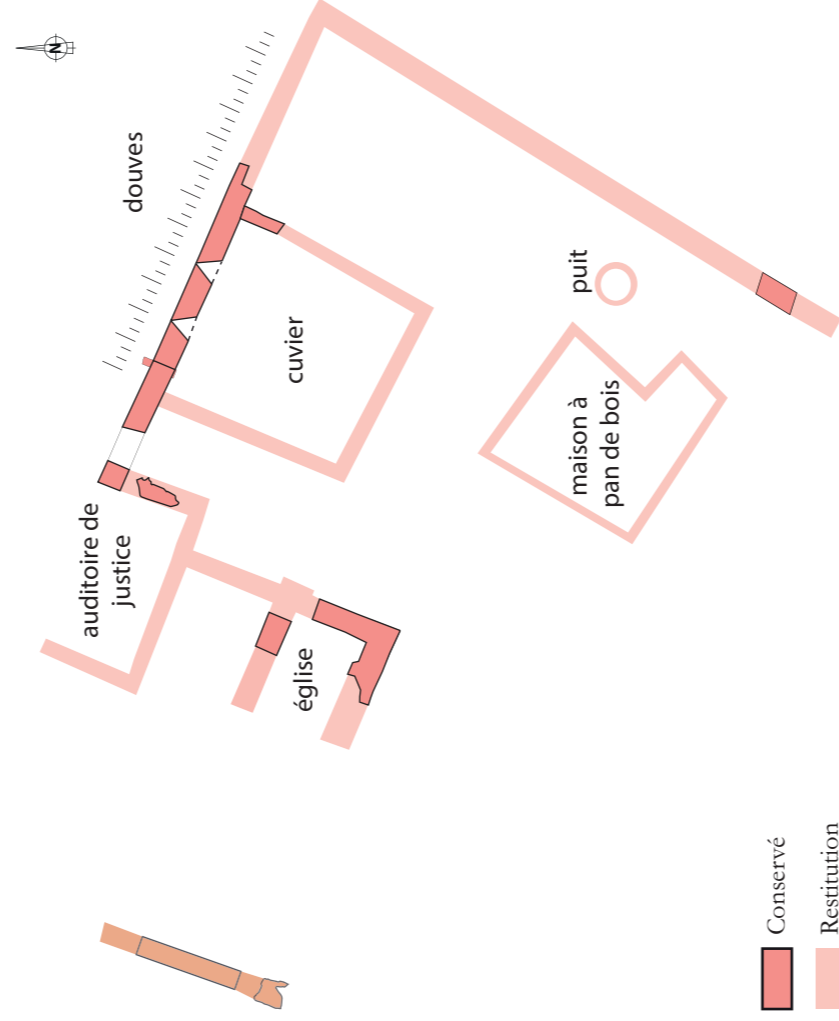 N
douves
auditoire de
justice
cuvier
église
puit
maison à
pan de bois
Conservé
Restitution